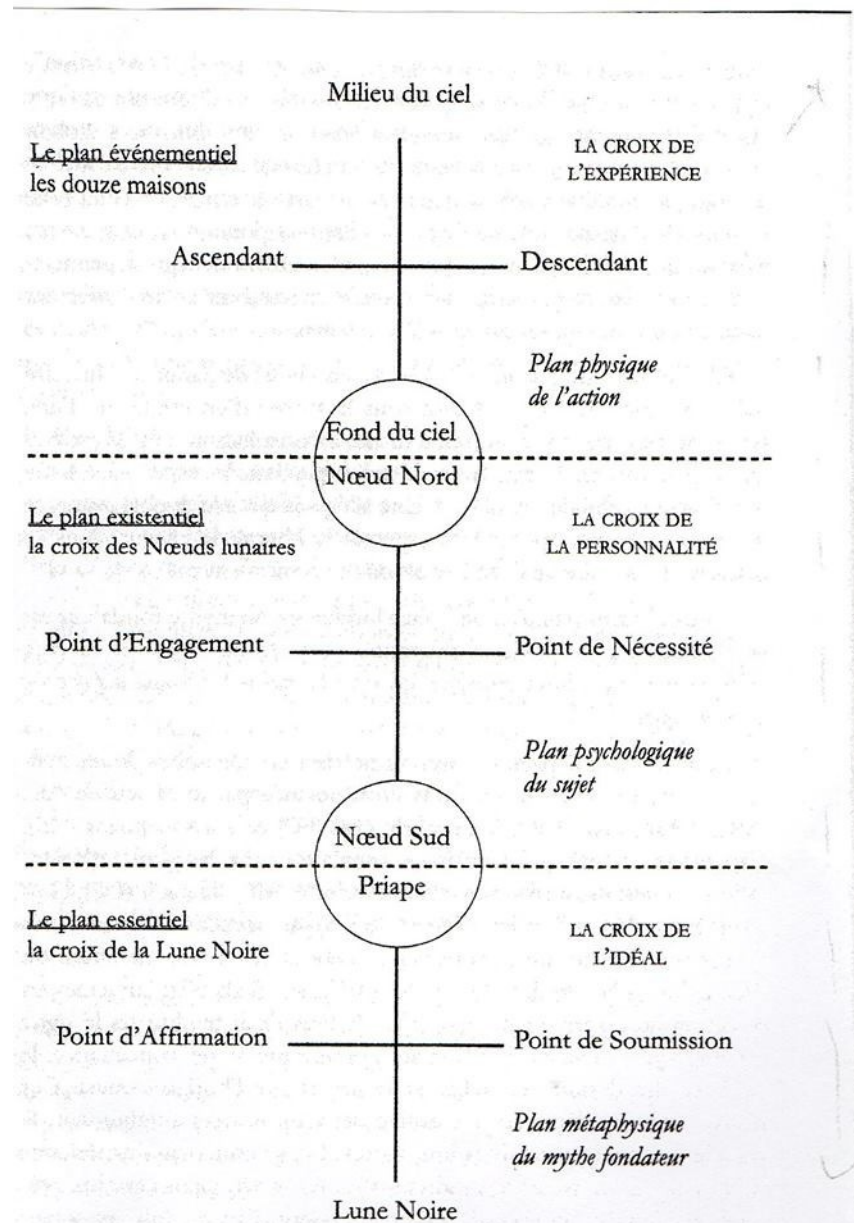 Milieu du ciel
Le plan événementiel
les douze maisons
LA CROIX DE
L’EXPÉRIENCE
Ascendant
Descendant
Plan physique
de l’action
Fond du ciel
Nœud Nord
Le plan existentiel
la croix des Nœuds lunaires
LA CROIX DE
LA PERSONNALITÉ
Point d’Engagement
Point de Nécessité
Plan psychologique
du sujet
Nœud Sud
Priape
Le plan essentiel
la croix de la Lune Noire
LA CROIX DE
L’IDÉAL
Point d’Affirmation
Point de Soumission
Plan métaphysique
du mythe fondateur
Lune Noire